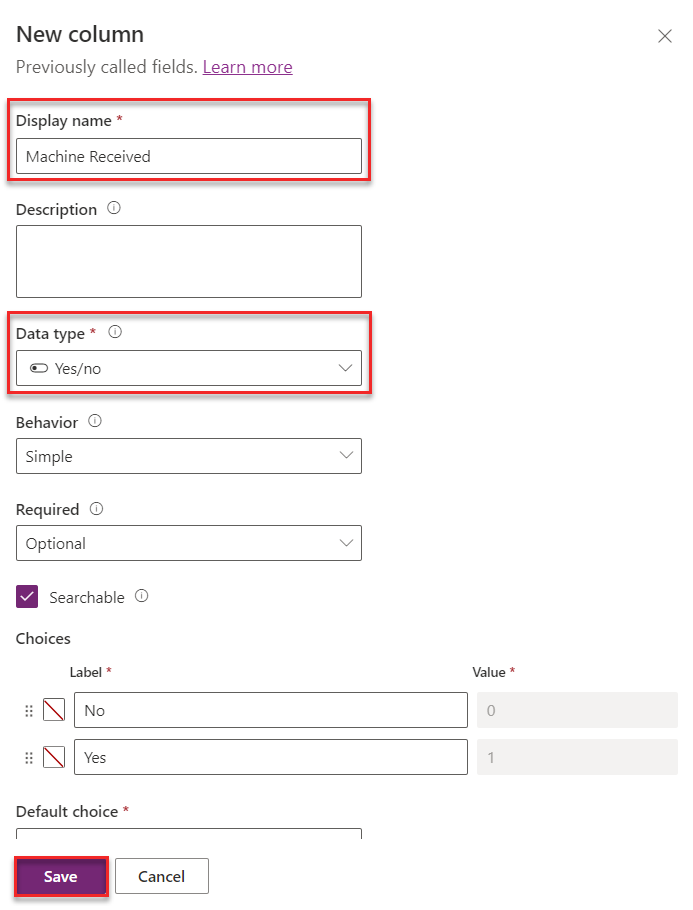 New column
Previously called fields. Learn more
Display name *
Machine Received
Description
Data type *
Yes/no
Behavior
Simple
Required
Optional
Searchable
Choices
Label * Value *
No 0
Yes 1
Default choice *
Save Cancel